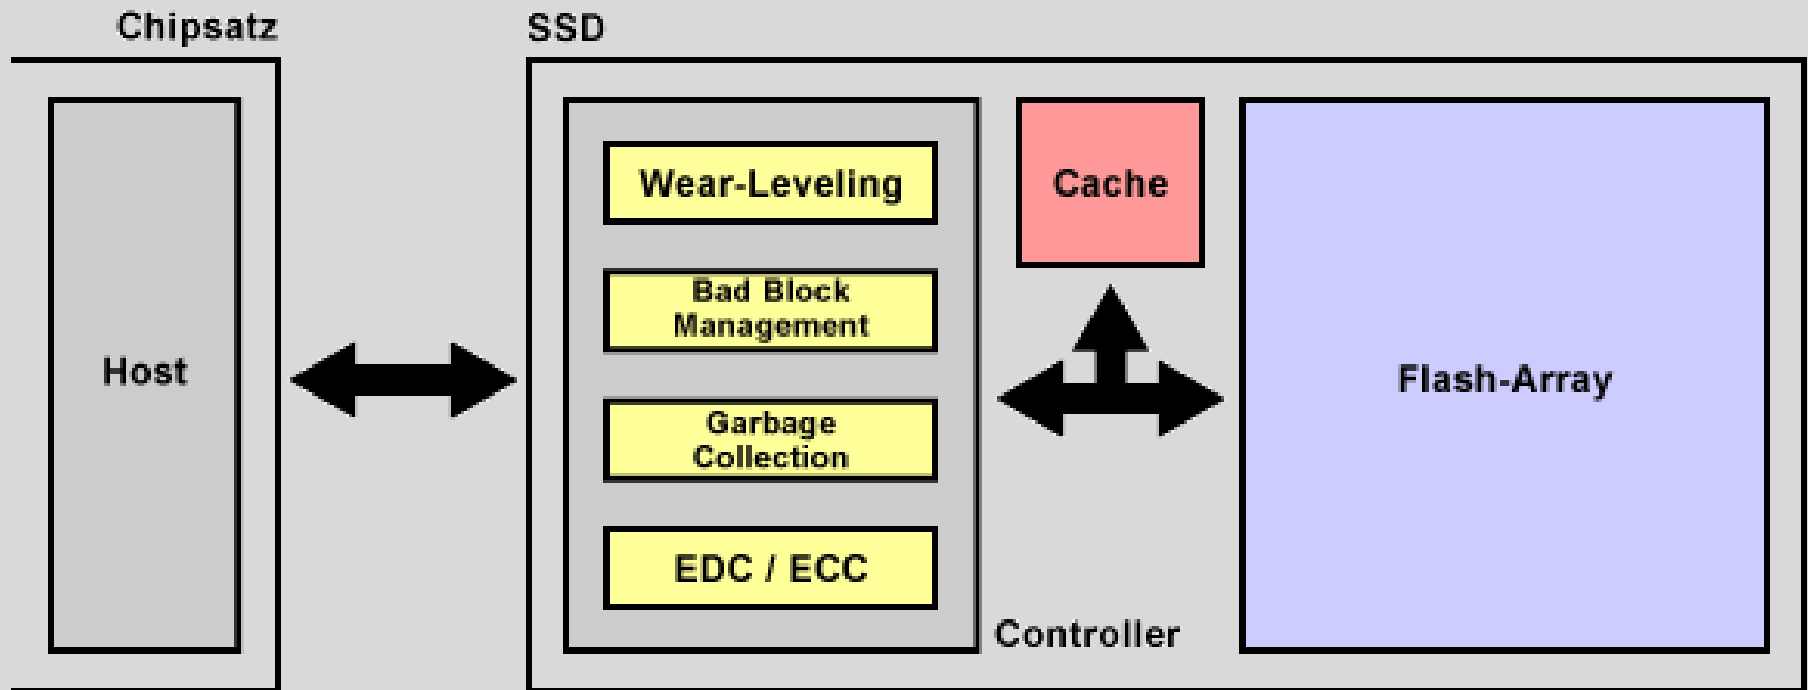 Chipsatz
SSD
Host
Wear-Leveling
Bad Block
Management
Garbage
Collection
EDC / ECC
Controller
Cache
Flash-Array